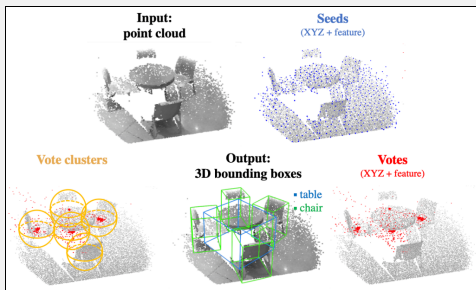 Input:
point cloud
Seeds
(XYZ + feature)
Vote clusters
Output:
3D bounding boxes
table
chair
Votes
(XYZ + feature)